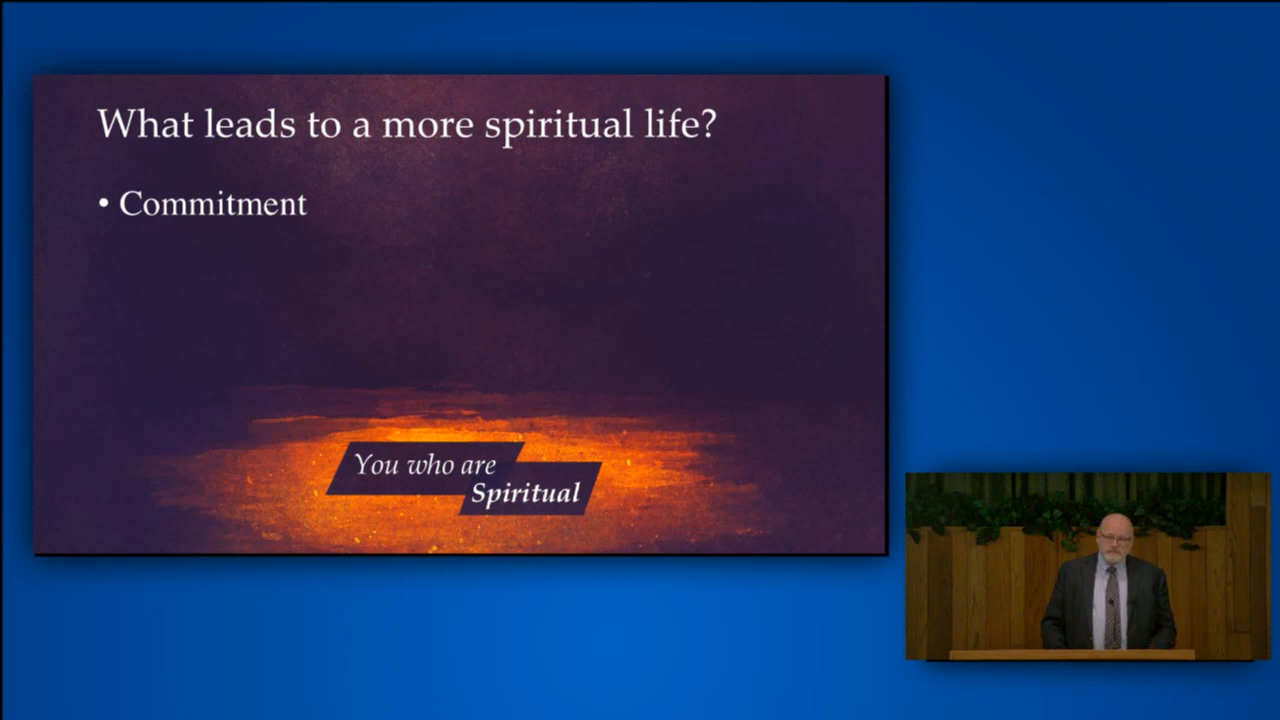 What leads to a more spiritual life?
• Commitment
You who are
Spiritual